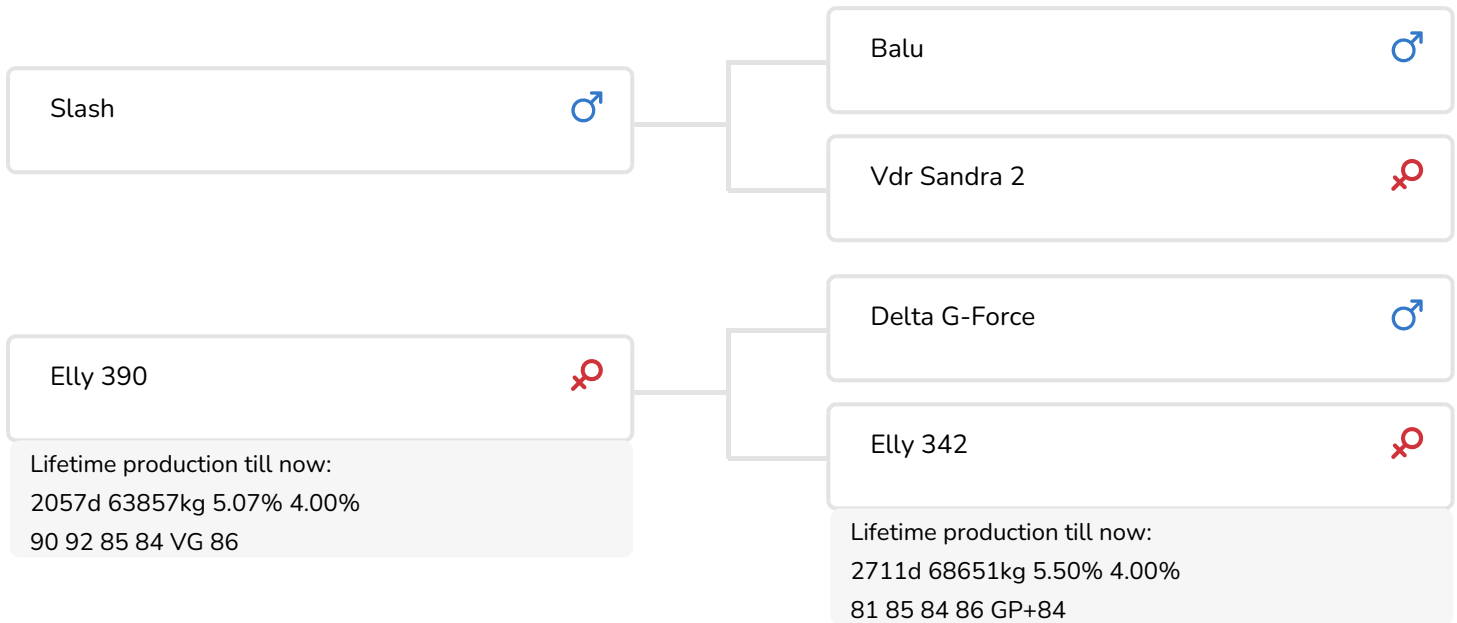 Slash
Balu
Vdr Sandra 2
Elly 390
Lifetime production till now:
2057d 63857kg 5.07% 4.00%
90 92 85 84 VG 86
Delta G-Force
Elly 342
Lifetime production till now:
2711d 68651kg 5.50% 4.00%
81 85 84 86 GP+84